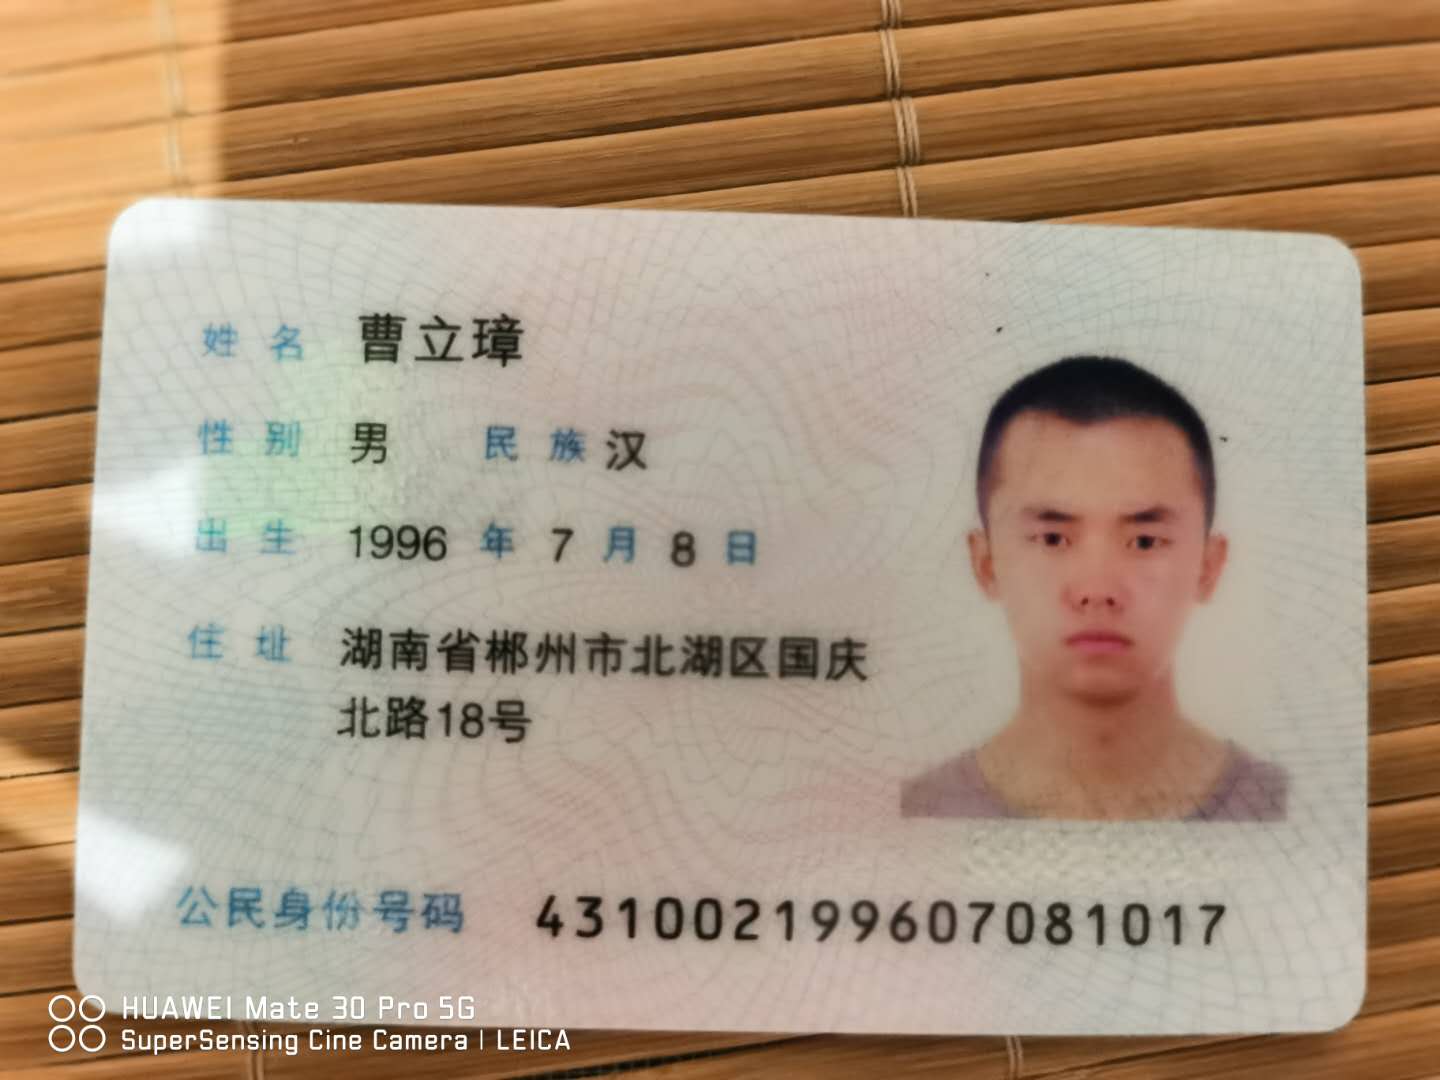 姓名 曹立璋
性别 男 民族 汉
出生 1996 年 7 月 8 日
住址 湖南省郴州市北湖区国庆
北路18号
公民身份号码 431002199607081017
HUAWEI Mate 30 Pro 5G
SuperSensing Cine Camera | LEICA